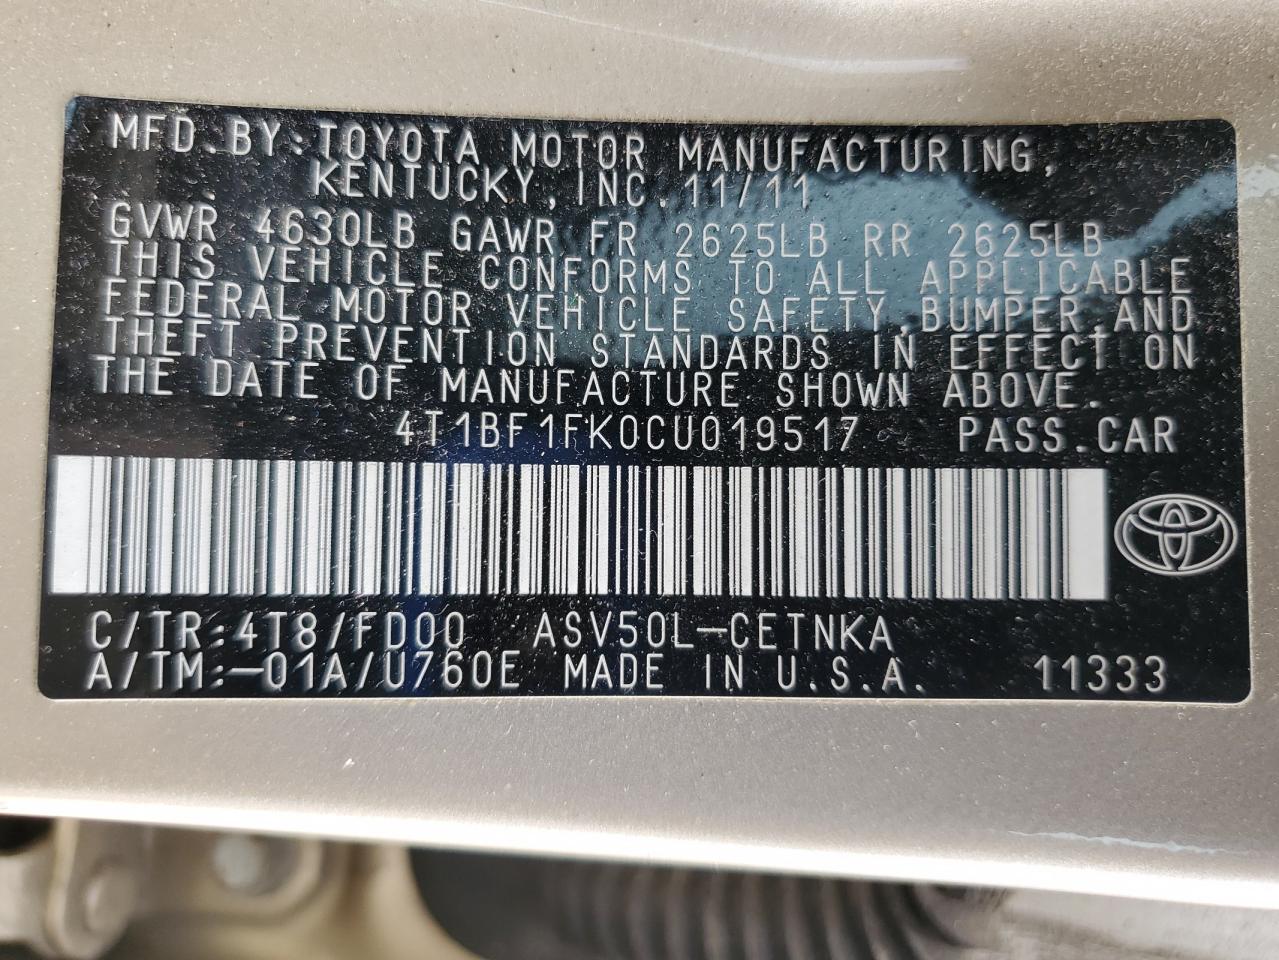 MFD.BY:TOYOTA MOTOR MANUFACTURING,
KENTUCKY,INC.11/11
GVWR 4630LB GAWR FR 2625LB RR 2625LB
THIS VEHICLE CONFORMS TO ALL APPLICABLE
FEDERAL MOTOR VEHICLE SAFETY,BUMPER,AND
THEFT PREVENTION STANDARDS IN EFFECT ON
THE DATE OF MANUFACTURE SHOWN ABOVE.
4T1BF1FK0CU019517 PASS.CAR
C/TR:4T8/FD00 ASV50L-CETNKA
A/TM:-01A/U760E MADE IN U.S.A. 11333